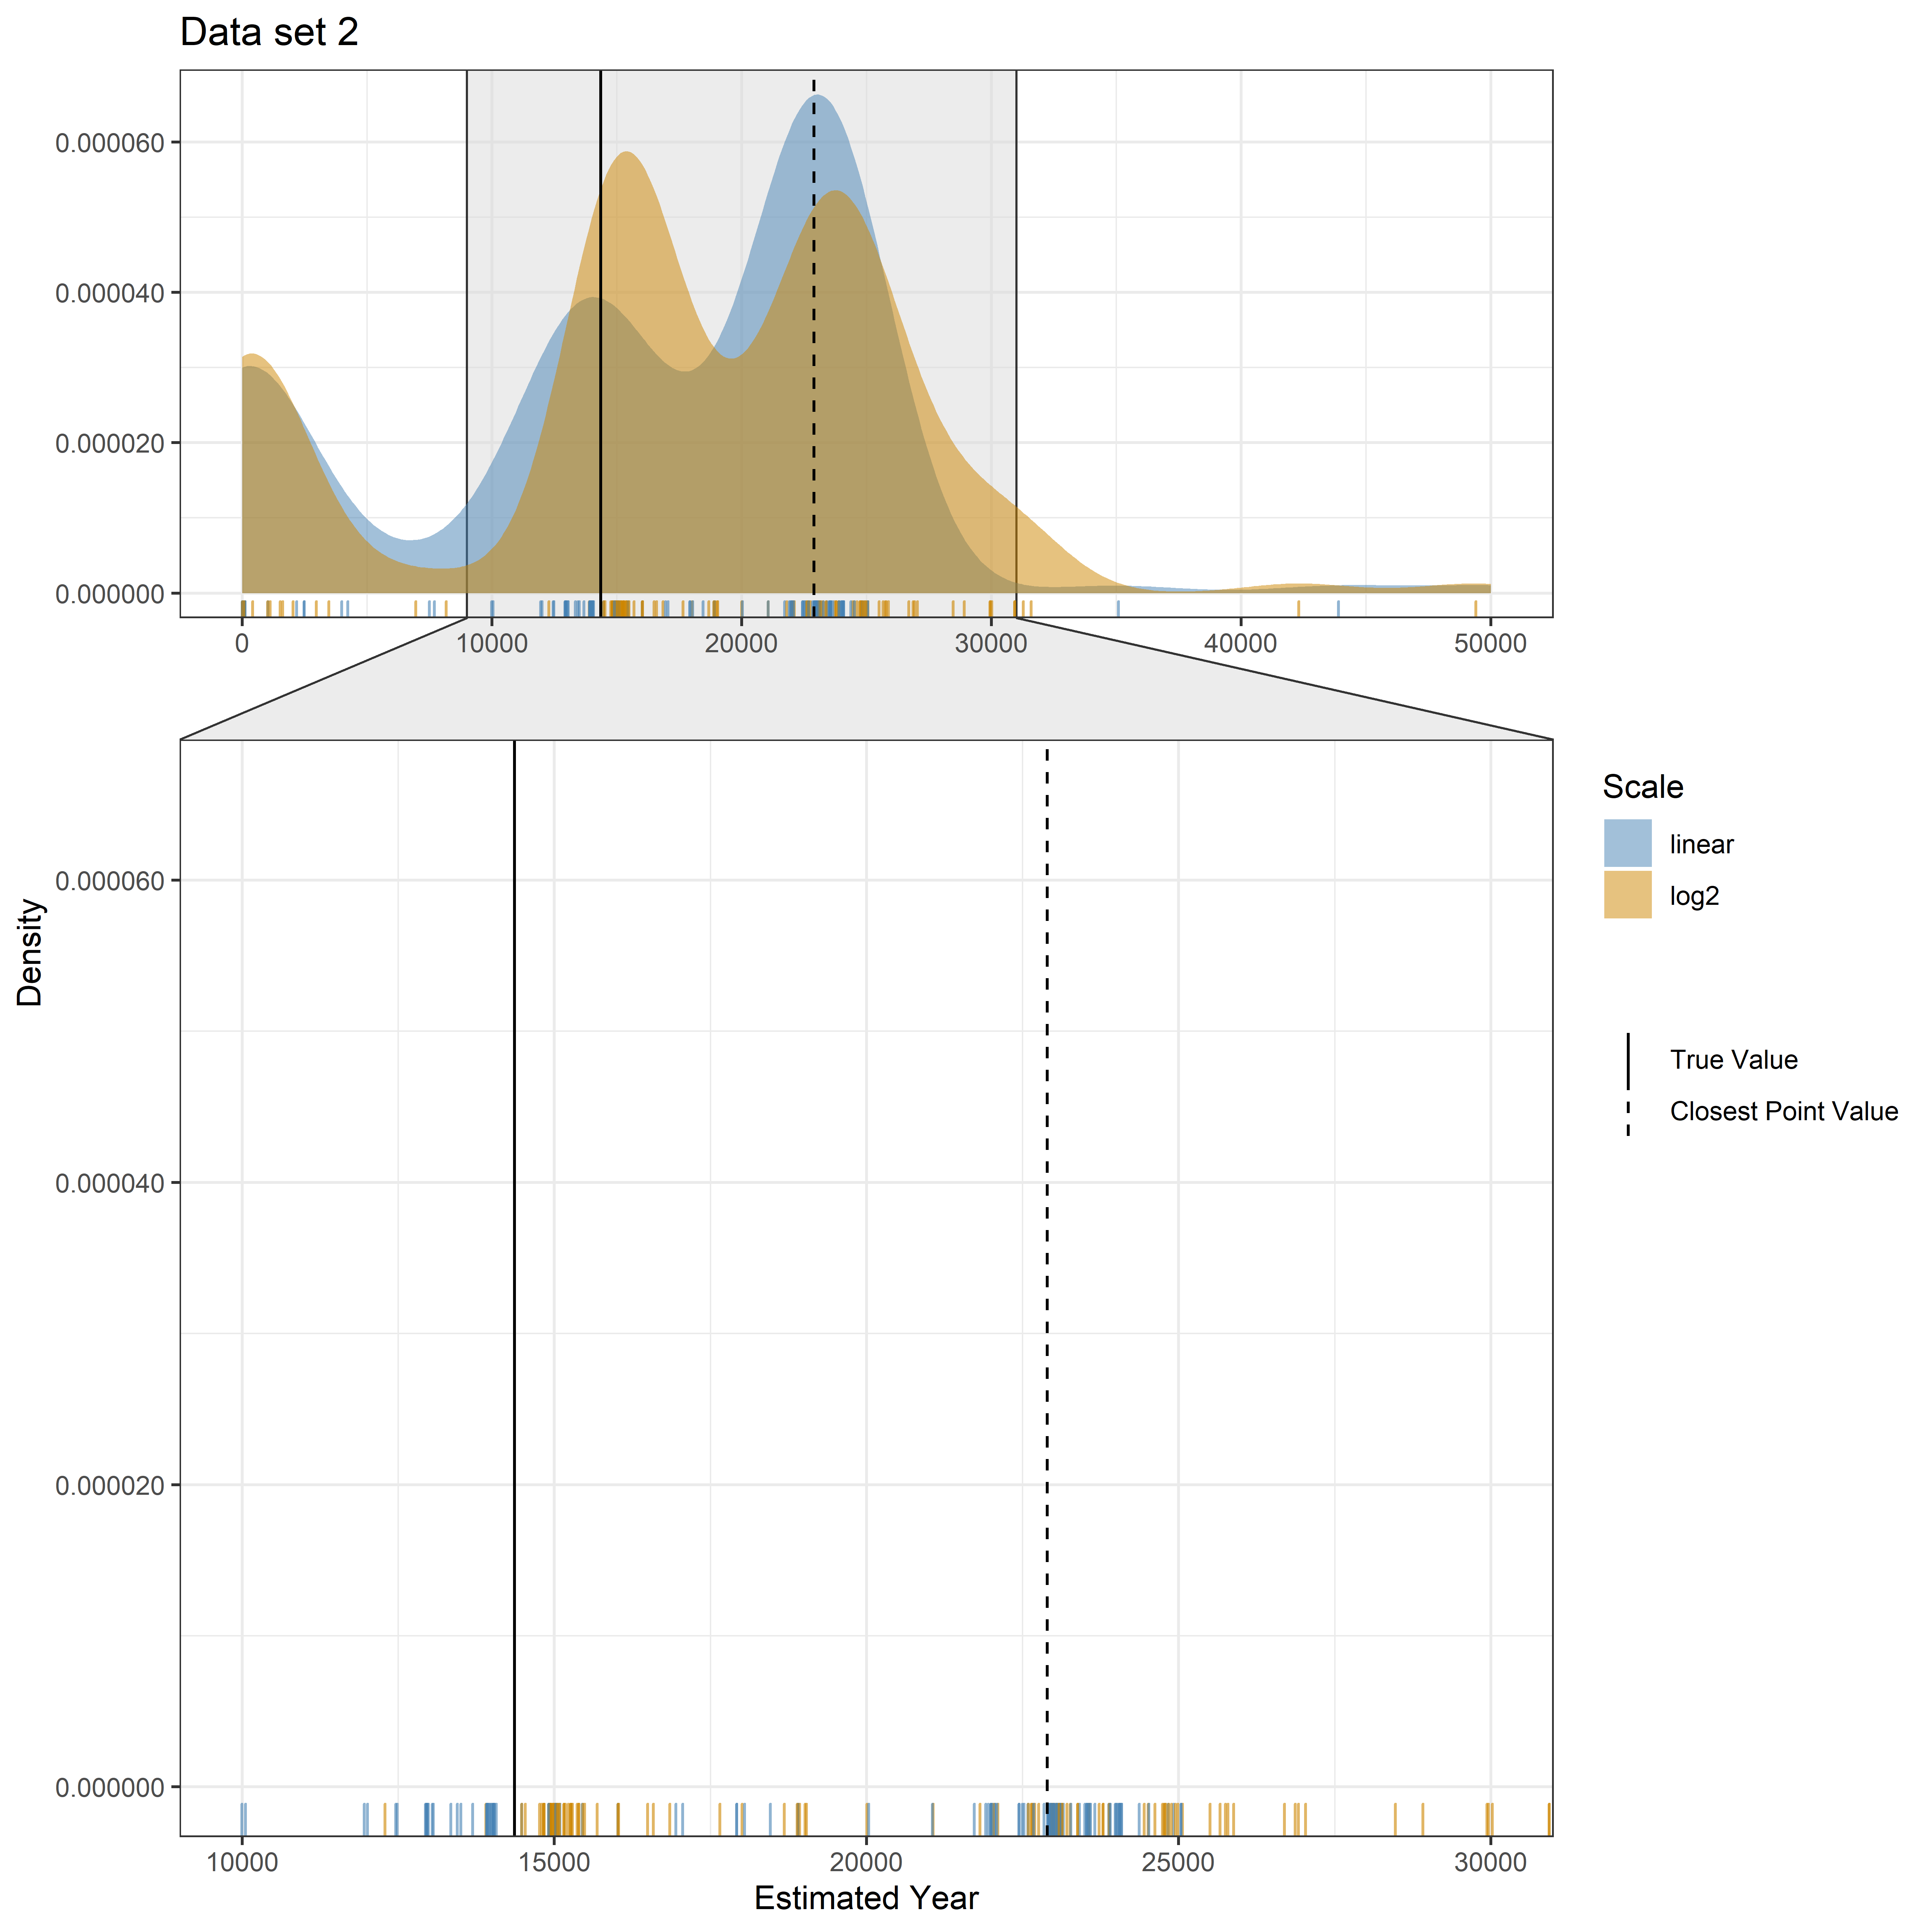 Data set 2
0.000060
0.000040
0.000020
0.000000
0 10000 20000 30000 40000 50000
Density
0.000060
0.000040
0.000020
0.000000
10000 15000 20000 25000 30000
Estimated Year
Scale
linear
log2
True Value
Closest Point Value